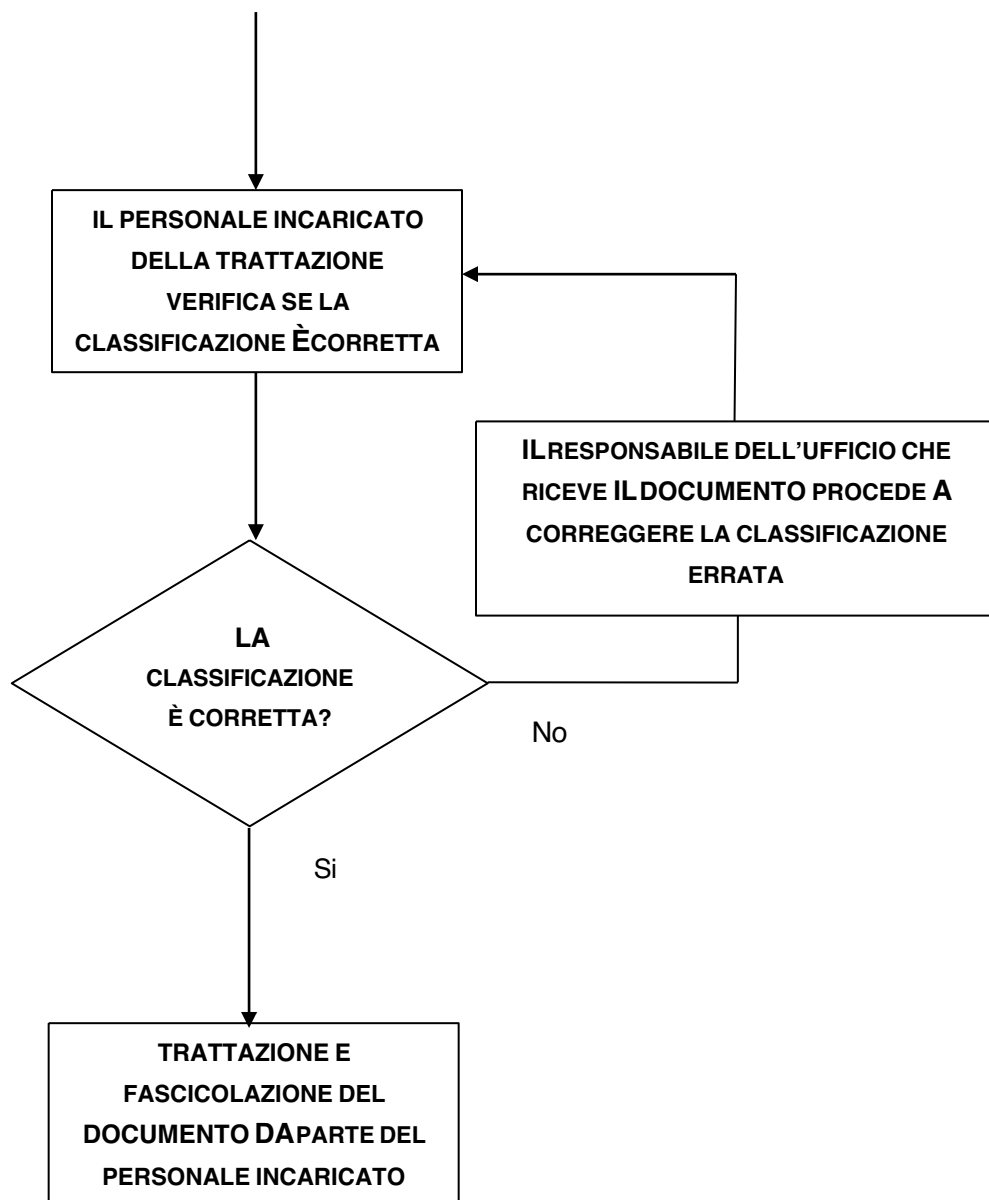 IL PERSONALE INCARICATO
DELLA TRATTAZIONE
VERIFICA SE LA
CLASSIFICAZIONE ÈCORRETTA
ILRESPONSABILE DELL’UFFICIO CHE
RICEVE ILDOCUMENTO PROCEDE A
CORREGGERE LA CLASSIFICAZIONE
ERRATA
LA
CLASSIFICAZIONE
È CORRETTA?
No
Si
TRATTAZIONE E
FASCICOLAZIONE DEL
DOCUMENTO DAPARTE DEL
PERSONALE INCARICATO